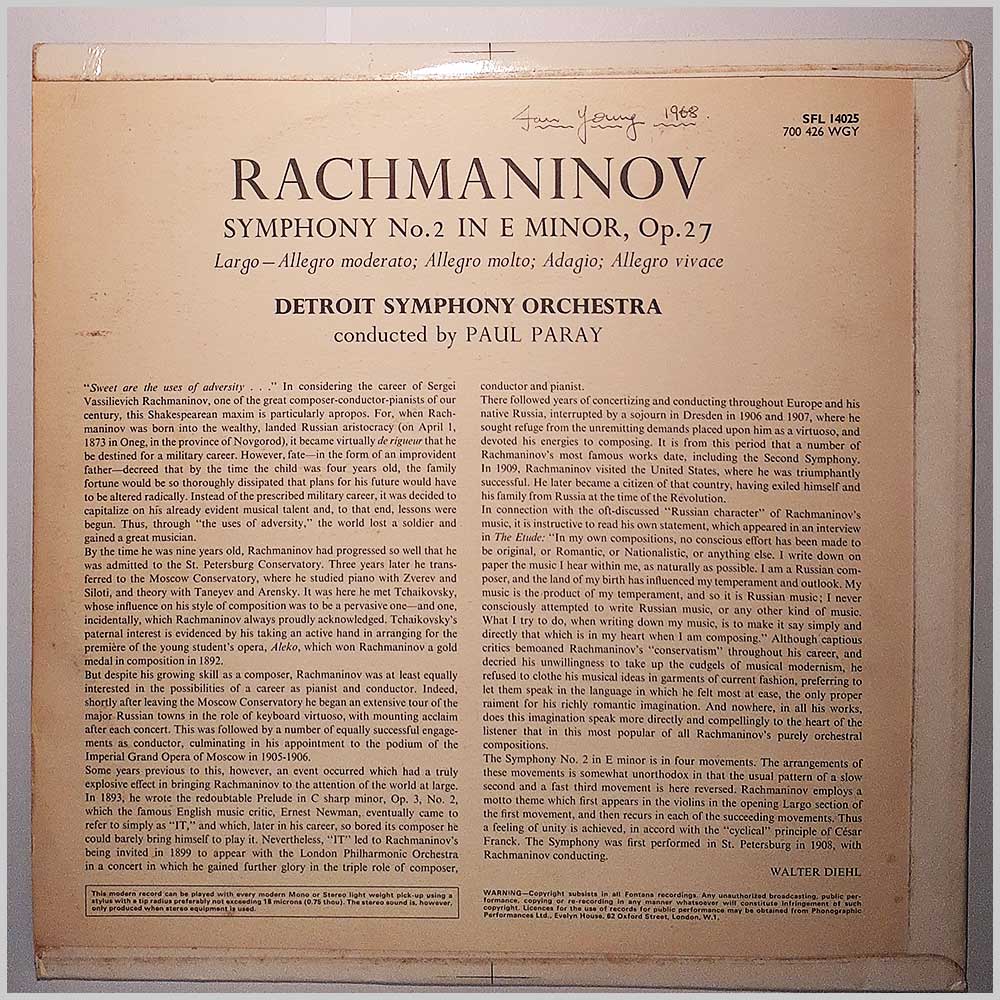 Ian Young 1968.
SFL 14025
700 426 WGY
RACHMANINOV
SYMPHONY No.2 IN E MINOR, Op.27
Largo—Allegro moderato; Allegro molto; Adagio; Allegro vivace
DETROIT SYMPHONY ORCHESTRA
conducted by PAUL PARAY
“Sweet are the uses of adversity . . .” In considering the career of Sergei
Vassilievich Rachmaninov, one of the great composer-conductor-pianists of our
century, this Shakespearean maxim is particularly apropos. For, when Rach-
maninov was born into the wealthy, landed Russian aristocracy (on April 1,
1873 in Oneg, in the province of Novgorod), it became virtually de rigueur that he
be destined for a military career. However, fate—in the form of an improvident
father—decreed that by the time the child was four years old, the family
fortune would be so thoroughly dissipated that plans for his future would have
to be altered radically. Instead of the prescribed military career, it was decided to
capitalize on his already evident musical talent and, to that end, lessons were
begun. Thus, through “the uses of adversity,” the world lost a soldier and
gained a great musician.
By the time he was nine years old, Rachmaninov had progressed so well that he
was admitted to the St. Petersburg Conservatory. Three years later he trans-
ferred to the Moscow Conservatory, where he studied piano with Zverev and
Siloti, and theory with Taneyev and Arensky. It was here he met Tchaikovsky,
whose influence on his style of composition was to be a pervasive one—and one,
incidentally, which Rachmaninov always proudly acknowledged. Tchaikovsky's
paternal interest is evidenced by his taking an active hand in arranging for the
première of the young student's opera, Aleko, which won Rachmaninov a gold
medal in composition in 1892.
But despite his growing skill as a composer, Rachmaninov was at least equally
interested in the possibilities of a career as pianist and conductor. Indeed,
shortly after leaving the Moscow Conservatory he began an extensive tour of the
major Russian towns in the role of keyboard virtuoso, with mounting acclaim
after each concert. This was followed by a number of equally successful engage-
ments as conductor, culminating in his appointment to the podium of the
Imperial Grand Opera of Moscow in 1905-1906.
Some years previous to this, however, an event occurred which had a truly
explosive effect in bringing Rachmaninov to the attention of the world at large.
In 1893, he wrote the redoubtable Prelude in C sharp minor, Op. 3, No. 2,
which the famous English music critic, Ernest Newman, eventually came to
refer to simply as “IT,” and which, later in his career, so bored its composer he
could barely bring himself to play it. Nevertheless, “IT” led to Rachmaninov's
being invited in 1899 to appear with the London Philharmonic Orchestra
in a concert in which he gained further glory in the triple role of composer,
conductor and pianist.
There followed years of concertizing and conducting throughout Europe and his
native Russia, interrupted by a sojourn in Dresden in 1906 and 1907, where he
sought refuge from the unremitting demands placed upon him as a virtuoso, and
devoted his energies to composing. It is from this period that a number of
Rachmaninov's most famous works date, including the Second Symphony.
In 1909, Rachmaninov visited the United States, where he was triumphantly
successful. He later became a citizen of that country, having exiled himself and
his family from Russia at the time of the Revolution.
In connection with the oft-discussed “Russian character” of Rachmaninov's
music, it is instructive to read his own statement, which appeared in an interview
in The Etude: “In my own compositions, no conscious effort has been made to
be original, or Romantic, or Nationalistic, or anything else. I write down on
paper the music I hear within me, as naturally as possible. I am a Russian com-
poser, and the land of my birth has influenced my temperament and outlook. My
music is the product of my temperament, and so it is Russian music; I never
consciously attempted to write Russian music, or any other kind of music.
What I try to do, when writing down my music, is to make it say simply and
directly that which is in my heart when I am composing.” Although captious
critics bemoaned Rachmaninov's “conservatism” throughout his career, and
decried his unwillingness to take up the cudgels of musical modernism, he
refused to clothe his musical ideas in garments of current fashion, preferring to
let them speak in the language in which he felt most at ease, the only proper
raiment for his richly romantic imagination. And nowhere, in all his works,
does this imagination speak more directly and compellingly to the heart of the
listener that in this most popular of all Rachmaninov's purely orchestral
compositions.
The Symphony No. 2 in E minor is in four movements. The arrangements of
these movements is somewhat unorthodox in that the usual pattern of a slow
second and a fast third movement is here reversed. Rachmaninov employs a
motto theme which first appears in the violins in the opening Largo section of
the first movement, and then recurs in each of the succeeding movements. Thus
a feeling of unity is achieved, in accord with the “cyclical” principle of César
Franck. The Symphony was first performed in St. Petersburg in 1908, with
Rachmaninov conducting.
WALTER DIEHL
This modern record can be played with every modern Mono or Stereo light weight pick-up using a
stylus with a tip radius preferably not exceeding 18 microns (0.75 thou). The stereo sound is, however,
only produced when stereo equipment is used.
WARNING—Copyright subsists in all Fontana recordings. Any unauthorized broadcasting, public per-
formance, copying or re-recording in any manner whatsoever will constitute infringement of such
copyright. Licences for the use of records for public performance may be obtained from Phonographic
Performances Ltd., Evelyn House, 62 Oxford Street, London, W.1.